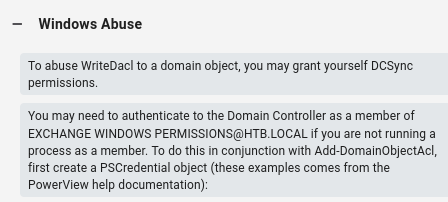 — Windows Abuse
To abuse WriteDacl to a domain object, you may grant yourself DCSync
permissions.
You may need to authenticate to the Domain Controller as a member of
EXCHANGE WINDOWS PERMISSIONS@HTB.LOCAL if you are not running a
process as a member. To do this in conjunction with Add-DomainObjectAcl,
first create a PSCredential object (these examples comes from the
PowerView help documentation):